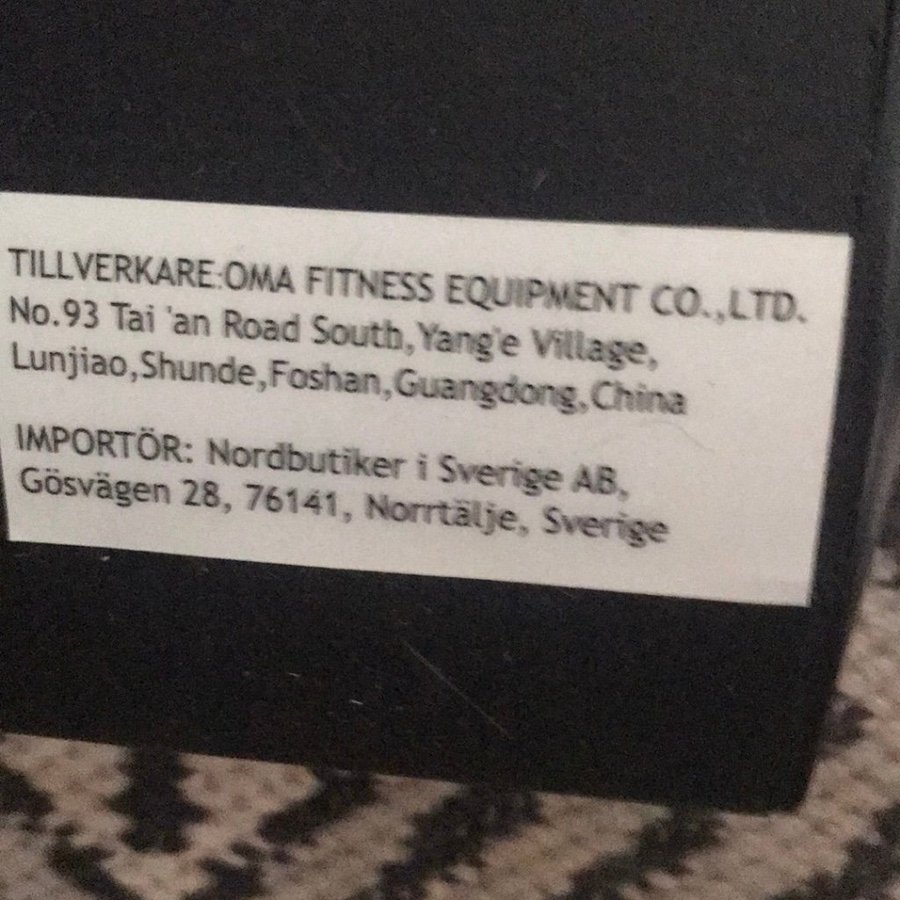 TILLVERKARE:OMA FITNESS EQUIPMENT CO.,LTD.
No.93 Tai 'an Road South,Yang'e Village,
Lunjiao,Shunde,Foshan,Guangdong,China
IMPORTÖR: Nordbutiker i Sverige AB,
Gösvägen 28, 76141, Norrtälje, Sverige